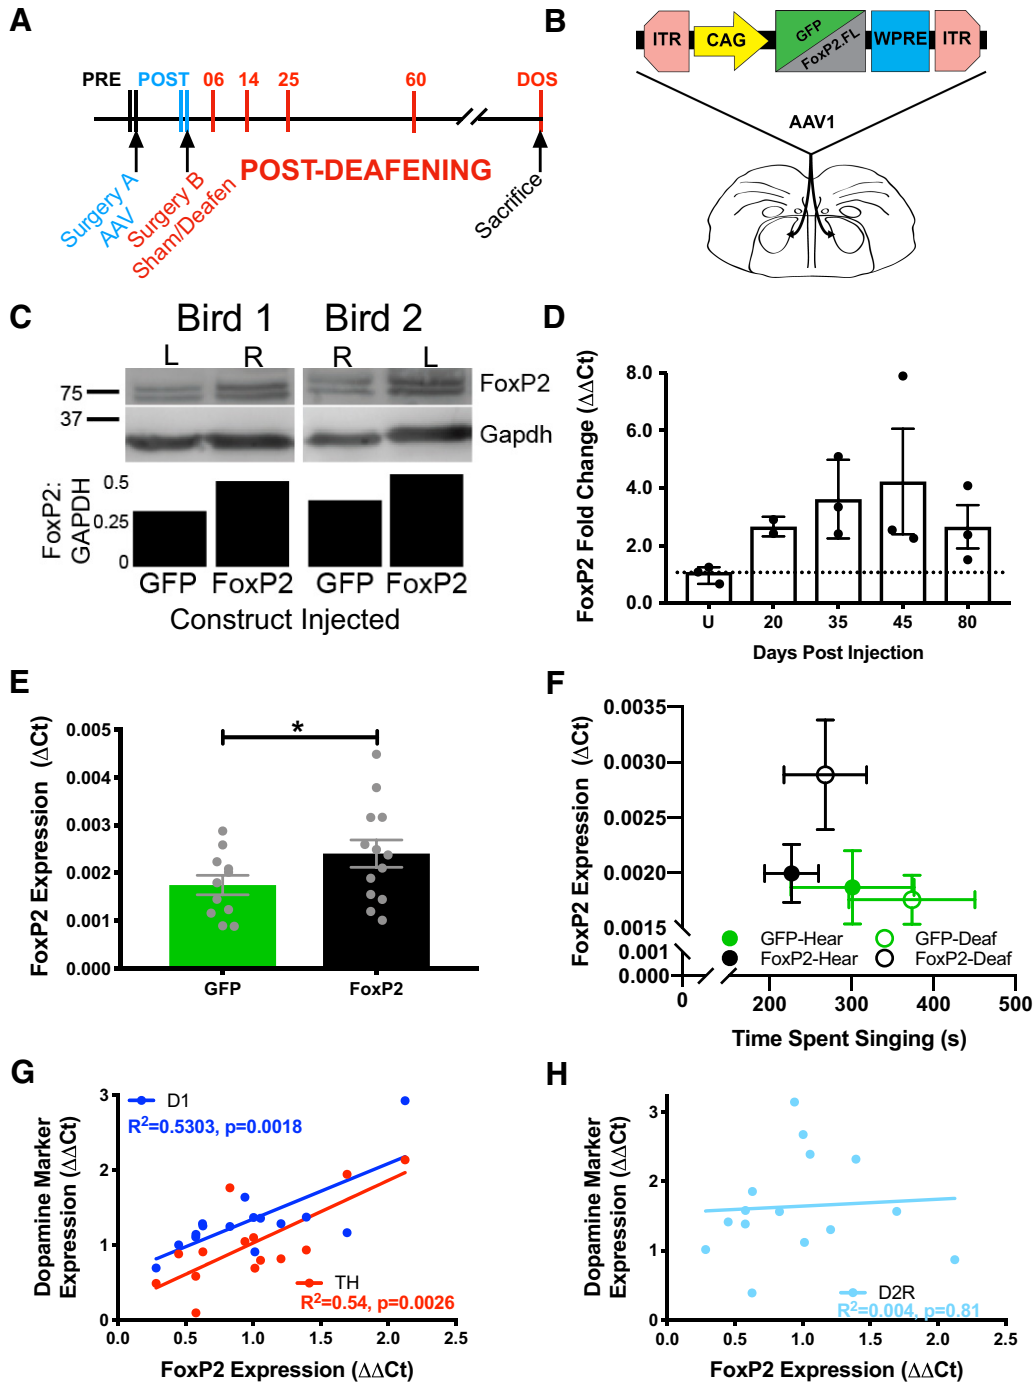 A
PRE
POST
06
14
25
60
DOS
Surgery A
AAV
Surgery B
Sham/Deafen
POST-DEAFENING
Sacrifice
B
ITR
CAG
GFP
FoxP2.FL
WPRE
ITR
AAV1
C
Bird 1
Bird 2
L
R
R
L
75
37
FoxP2
Gapdh
FoxP2:
GAPDH
0.5
0.25
0
GFP
FoxP2
GFP
FoxP2
Construct Injected
D
FoxP2 Fold Change (ΔΔCt)
8.0
6.0
4.0
2.0
0.0
U
20
35
45
80
Days Post Injection
E
FoxP2 Expression (ΔCt)
0.005
0.004
0.003
0.002
0.001
0.000
*
GFP
FoxP2
F
FoxP2 Expression (ΔCt)
0.0035
0.0030
0.0025
0.0020
0.0015
0.001
0.000
GFP-Hear
GFP-Deaf
FoxP2-Hear
FoxP2-Deaf
0
200
300
400
500
Time Spent Singing (s)
G
Dopamine Marker
Expression (ΔΔCt)
3
2
1
0
D1
R²=0.5303, p=0.0018
TH
R²=0.54, p=0.0026
0.0
0.5
1.0
1.5
2.0
2.5
FoxP2 Expression (ΔΔCt)
H
Dopamine Marker
Expression (ΔΔCt)
3
2
1
0
D2R
R²=0.004, p=0.81
0.0
0.5
1.0
1.5
2.0
2.5
FoxP2 Expression (ΔΔCt)